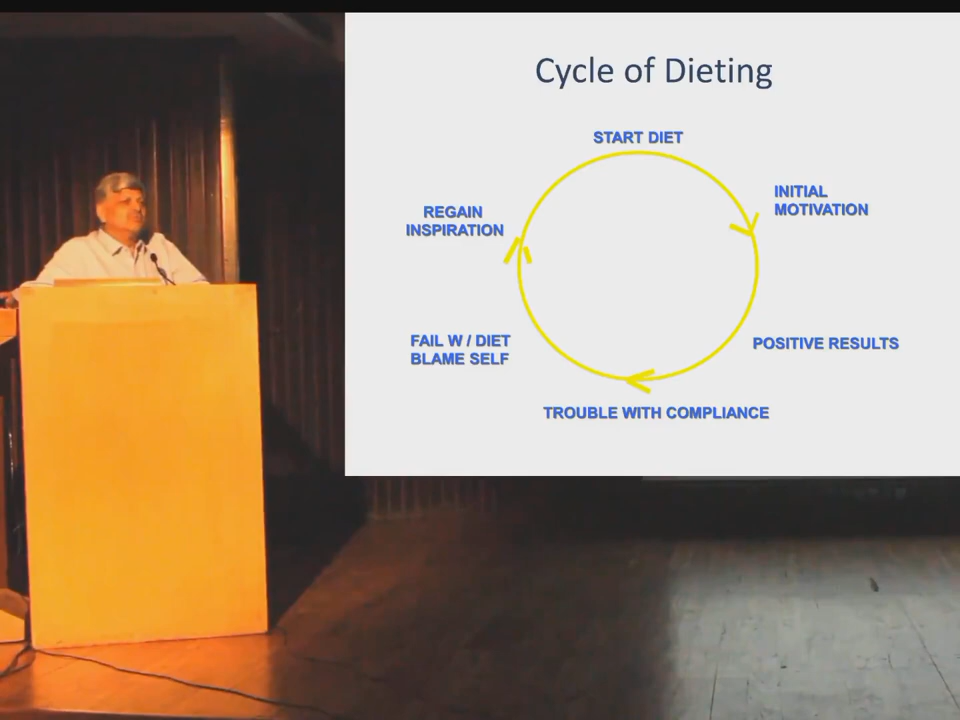 Cycle of Dieting
START DIET
INITIAL
MOTIVATION
REGAIN
INSPIRATION
FAIL W / DIET
BLAME SELF
POSITIVE RESULTS
TROUBLE WITH COMPLIANCE